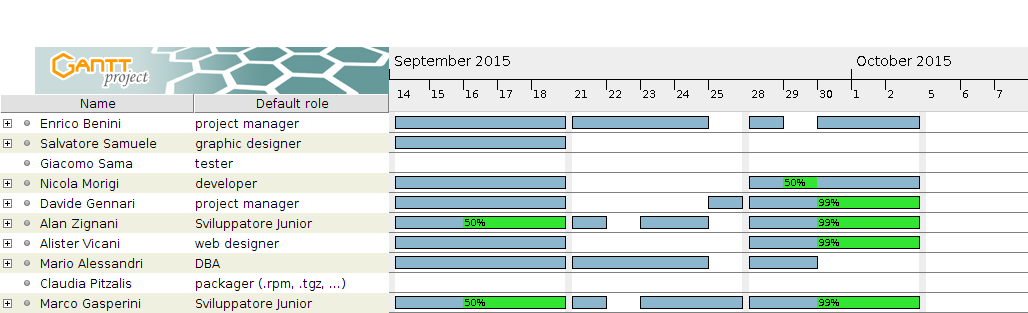 GANTT
project
September 2015 October 2015
14 15 16 17 18 21 22 23 24 25 28 29 30 1 2 5 6 7
Name Default role
Enrico Benini project manager
Salvatore Samuele graphic designer
Giacomo Sama tester
Nicola Morigi developer 50%
Davide Gennari project manager 99%
Alan Zignani Sviluppatore Junior 50% 99%
Alister Vicani web designer 99%
Mario Alessandri DBA
Claudia Pitzalis packager (.rpm, .tgz, ...)
Marco Gasperini Sviluppatore Junior 50% 99%